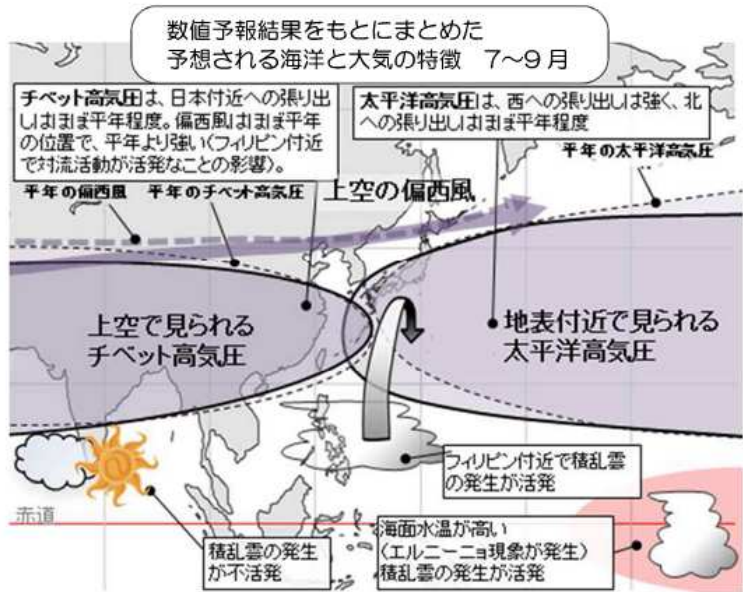 数値予報結果をもとにまとめた
予想される海洋と大気の特徴　7～9月
チベット高気圧は、日本付近への張り出
しはほぼ平年程度。偏西風はほぼ平年
の位置で、平年より強い(フィリピン付近
で対流活動が活発なことの影響)。
太平洋高気圧は、西への張り出しは強く、北
への張り出しはほぼ平年程度
平年の太平洋高気圧
平年の偏西風
平年のチベット高気圧
上空の偏西風
上空で見られる
チベット高気圧
地表付近で見られる
太平洋高気圧
フィリピン付近で積乱雲
の発生が活発
赤道
積乱雲の発生
が不活発
海面水温が高い
(エルニーニョ現象が発生)
積乱雲の発生が活発